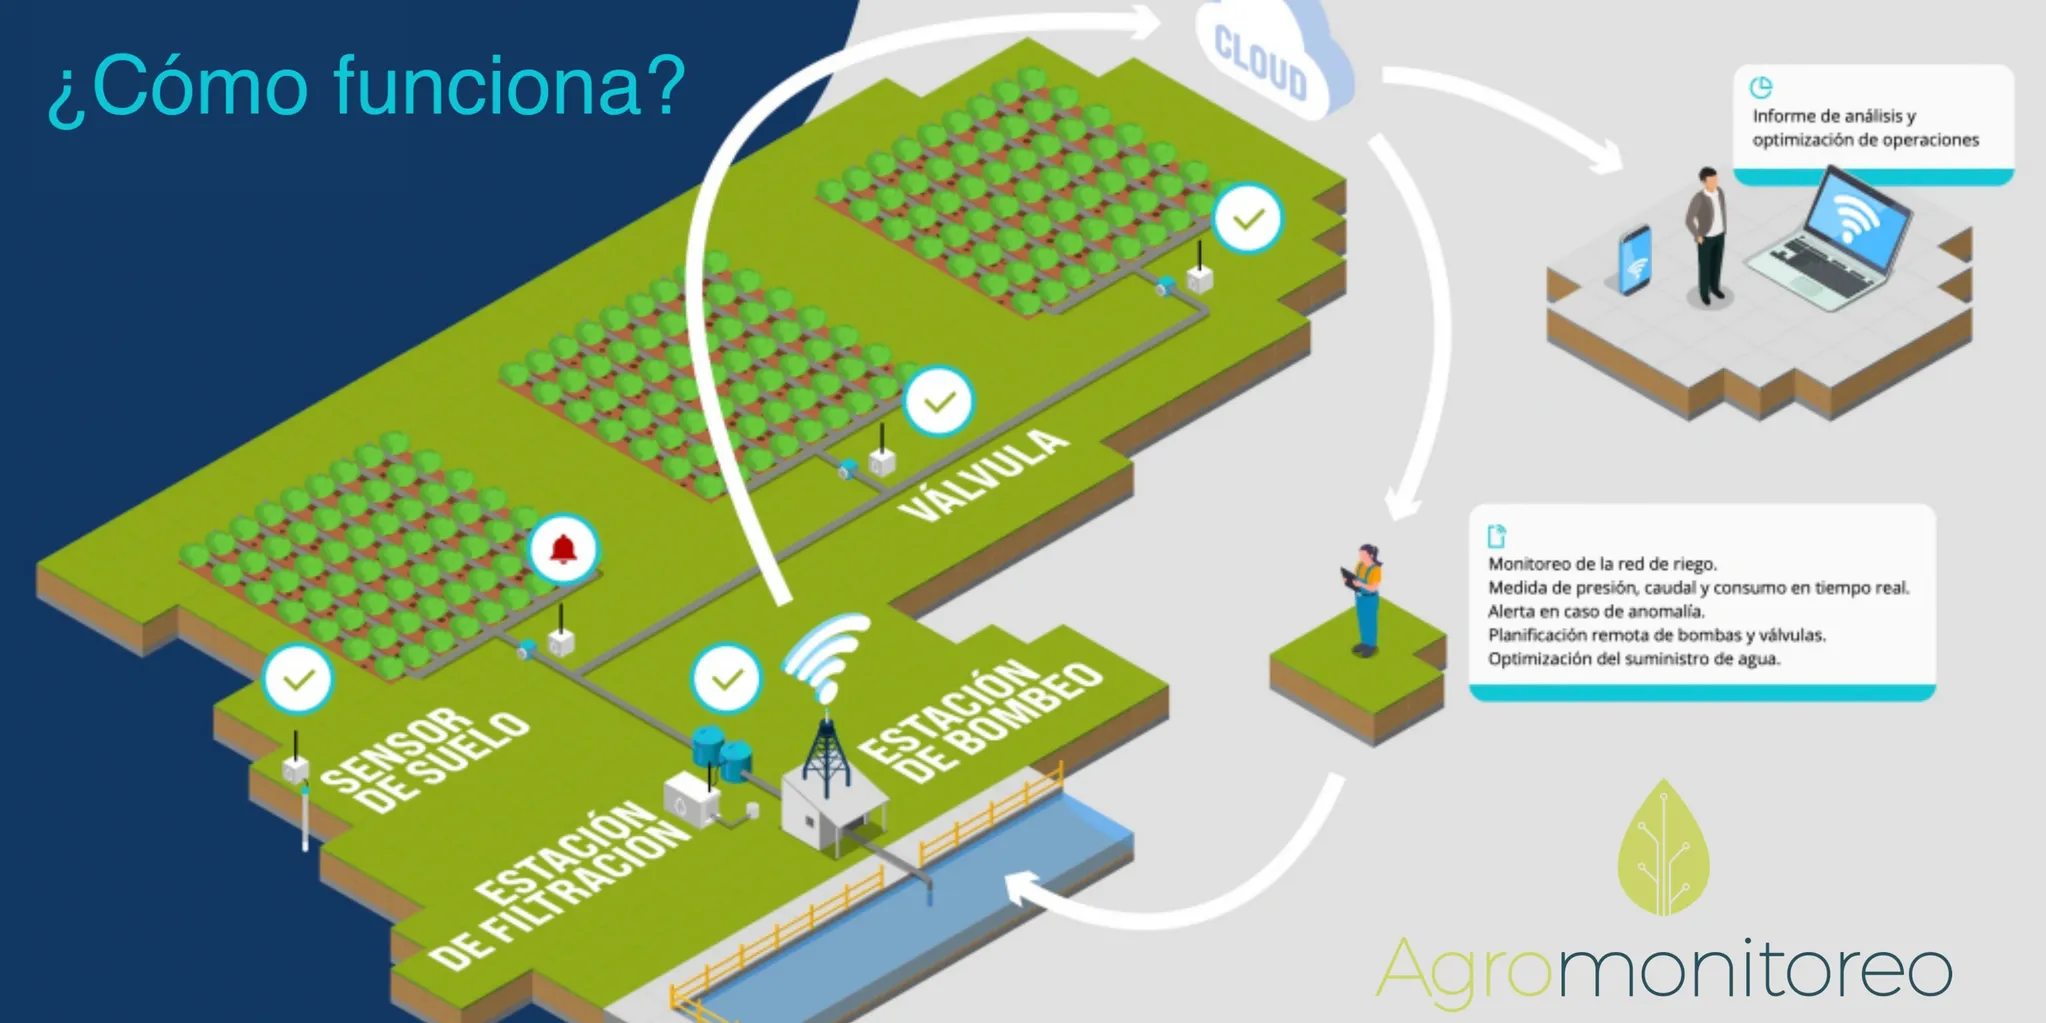 ¿Cómo funciona?
CLOUD
Informe de análisis y
optimización de operaciones
VÁLVULA
Monitoreo de la red de riego.
Medida de presión, caudal y consumo en tiempo real.
Alerta en caso de anomalía.
Planificación remota de bombas y válvulas.
Optimización del suministro de agua.
SENSOR
DE SUELO
ESTACIÓN
DE BOMBEO
ESTACIÓN
DE FILTRACION
Agromonitoreo